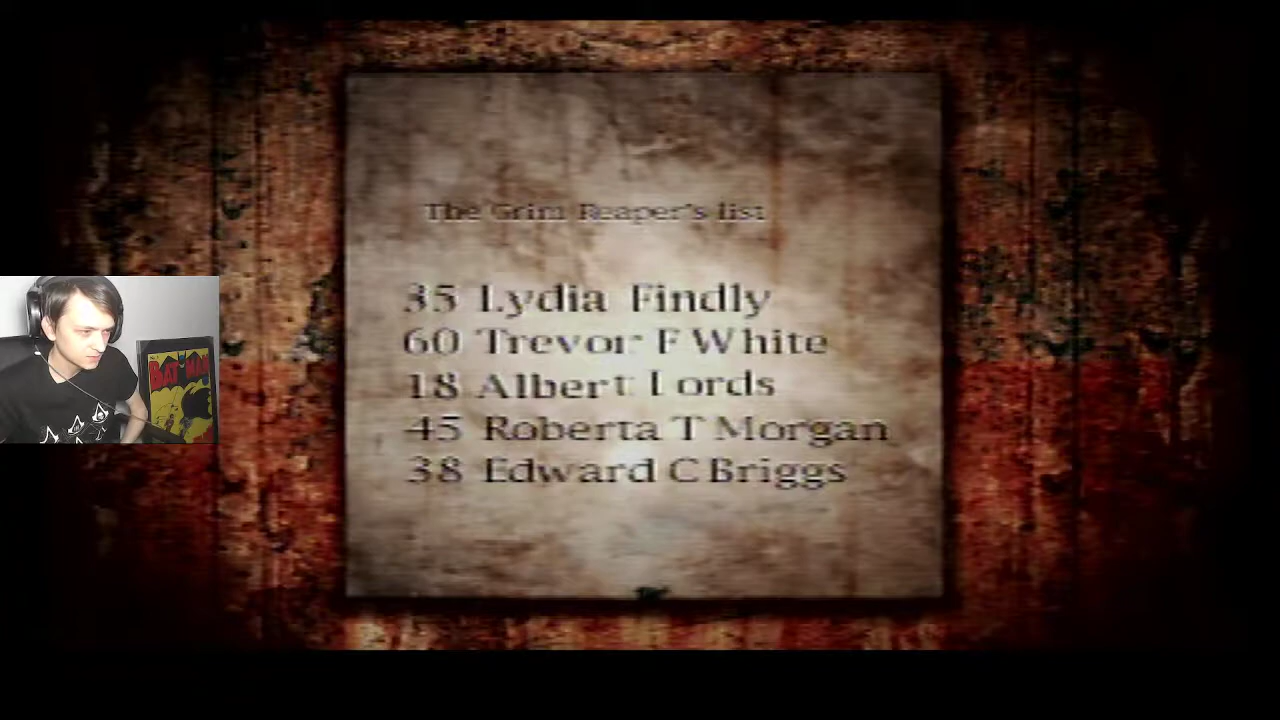 The Grim Reaper's list
35 Lydia Findly
60 Trevor F White
18 Albert Lords
45 Roberta T Morgan
38 Edward C Briggs
BATMAN